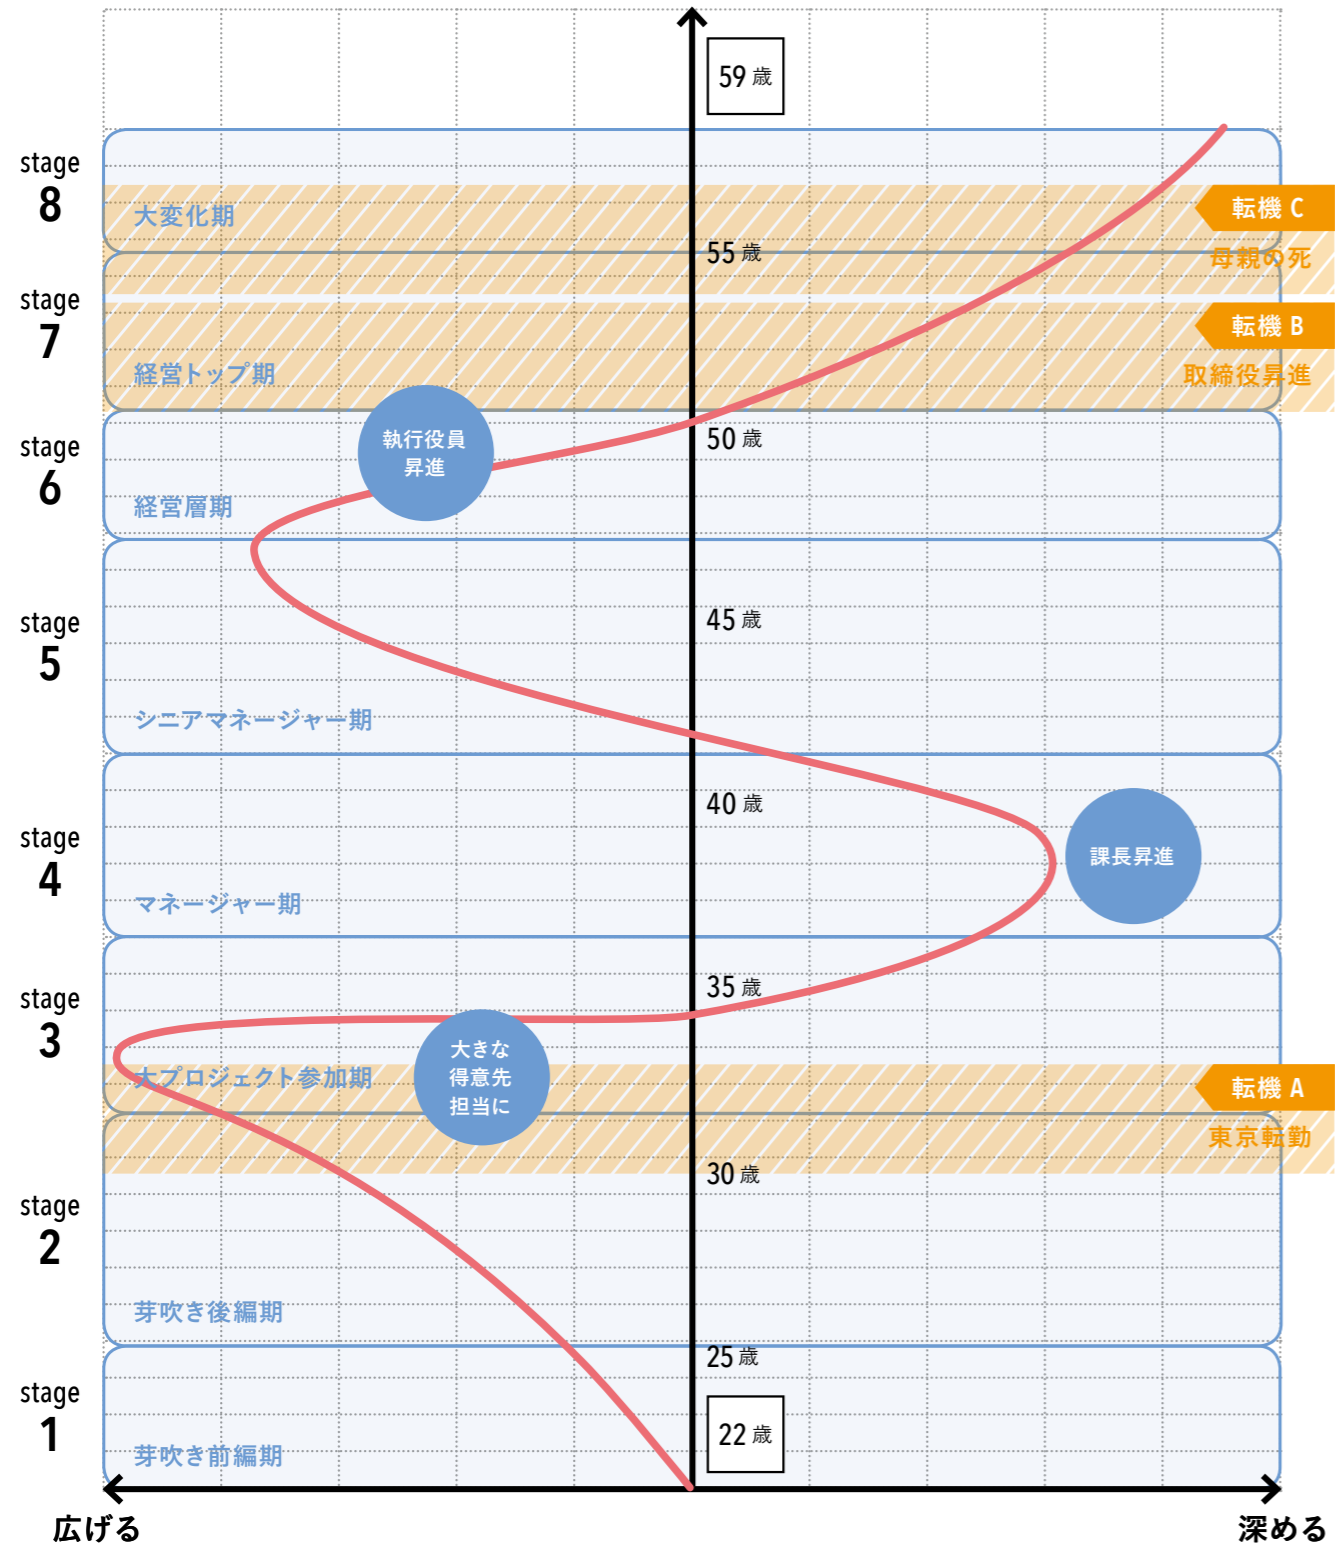 59 歳
stage
8
大変化期
転機 C
55 歳
母親の死
stage
7
経営トップ期
転機 B
取締役昇進
stage
6
経営層期
執行役員
昇進
50 歳
stage
5
シニアマネージャー期
45 歳
stage
4
マネージャー期
40 歳
課長昇進
stage
3
大プロジェクト参加期
35 歳
大きな
得意先
担当に
転機 A
東京転勤
30 歳
stage
2
芽吹き後編期
25 歳
stage
1
芽吹き前編期
22 歳
広げる
深める